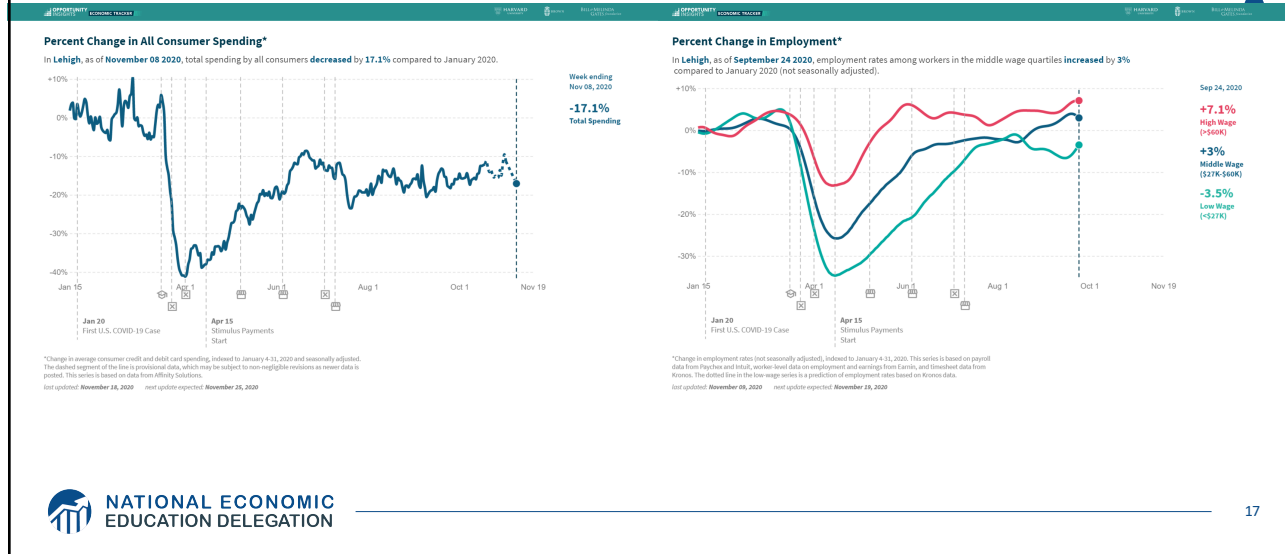 OPPORTUNITY INSIGHTS ECONOMIC TRACKER
HARVARD UNIVERSITY
BROWN
BILL & MELINDA GATES foundation
OPPORTUNITY INSIGHTS ECONOMIC TRACKER
HARVARD UNIVERSITY
BROWN
BILL & MELINDA GATES foundation
Percent Change in All Consumer Spending*
In Lehigh, as of November 08 2020, total spending by all consumers decreased by 17.1% compared to January 2020.
+10%
0%
-10%
-20%
-30%
-40%
Week ending
Nov 08, 2020
-17.1%
Total Spending
Jan 15
Apr 1
Jun 1
Aug 1
Oct 1
Nov 19
Jan 20
First U.S. COVID-19 Case
Apr 15
Stimulus Payments
Start
*Change in average consumer credit and debit card spending, indexed to January 4-31, 2020 and seasonally adjusted.
The dashed segment of the line is provisional data, which may be subject to non-negligible revisions as newer data is
posted. This series is based on data from Affinity Solutions.
last updated: November 18, 2020 next update expected: November 25, 2020
Percent Change in Employment*
In Lehigh, as of September 24 2020, employment rates among workers in the middle wage quartiles increased by 3%
compared to January 2020 (not seasonally adjusted).
+10%
0%
-10%
-20%
-30%
Sep 24, 2020
+7.1%
High Wage
(>$60K)
+3%
Middle Wage
($27K-$60K)
-3.5%
Low Wage
(<$27K)
Jan 15
Apr 1
Jun 1
Aug 1
Oct 1
Nov 19
Jan 20
First U.S. COVID-19 Case
Apr 15
Stimulus Payments
Start
*Change in employment rates (not seasonally adjusted), indexed to January 4-31, 2020. This series is based on payroll
data from Paychex and Intuit, worker-level data on employment and earnings from Earnin, and timesheet data from
Kronos. The dotted line in the low-wage series is a prediction of employment rates based on Kronos data.
last updated: November 09, 2020 next update expected: November 19, 2020
NATIONAL ECONOMIC
EDUCATION DELEGATION
17